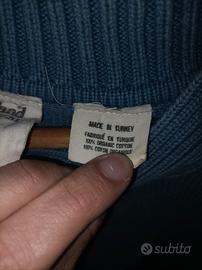 MADE IN TURKEY
FABRIQUÉ EN TURQUIE
100% ORGANIC COTTON
100% COTON ORGANIQUE
subito